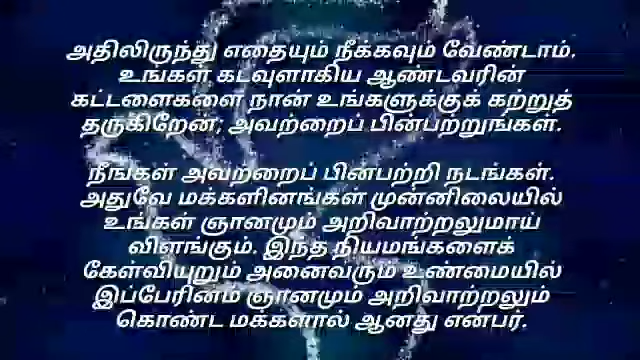 அதிலிருந்து எதையும் நீக்கவும் வேண்டாம்.
உங்கள் கடவுளாகிய ஆண்டவரின்
கட்டளைகளை நான் உங்களுக்குக் கற்றுத்
தருகிறேன்; அவற்றைப் பின்பற்றுங்கள்.
நீங்கள் அவற்றைப் பின்பற்றி நடங்கள்.
அதுவே மக்களினங்கள் முன்னிலையில்
உங்கள் ஞானமும் அறிவாற்றலுமாய்
விளங்கும். இந்த நியமங்களைக்
கேள்வியுறும் அனைவரும் உண்மையில்
இப்பேரினம் ஞானமும் அறிவாற்றலும்
கொண்ட மக்களால் ஆனது என்பர்.